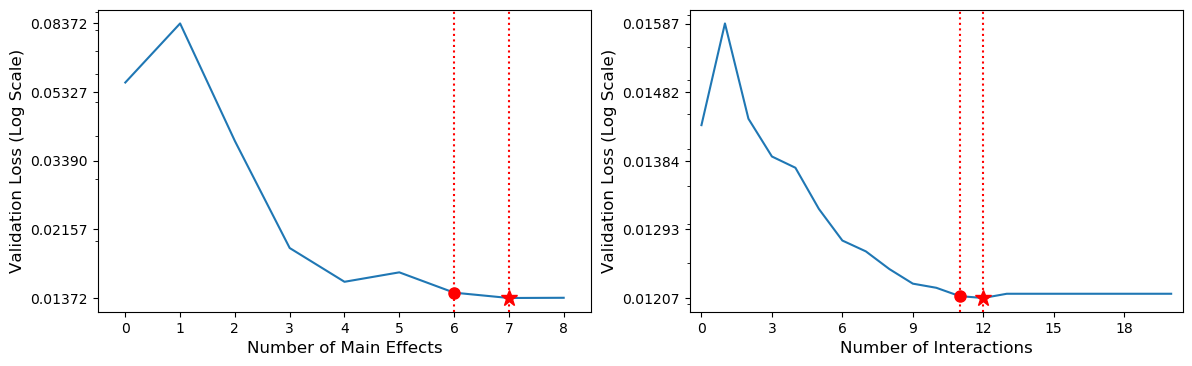 Validation Loss (Log Scale)
0.08372
0.05327
0.03390
0.02157
0.01372
0 1 2 3 4 5 6 7 8
Number of Main Effects
Validation Loss (Log Scale)
0.01587
0.01482
0.01384
0.01293
0.01207
0 3 6 9 12 15 18
Number of Interactions